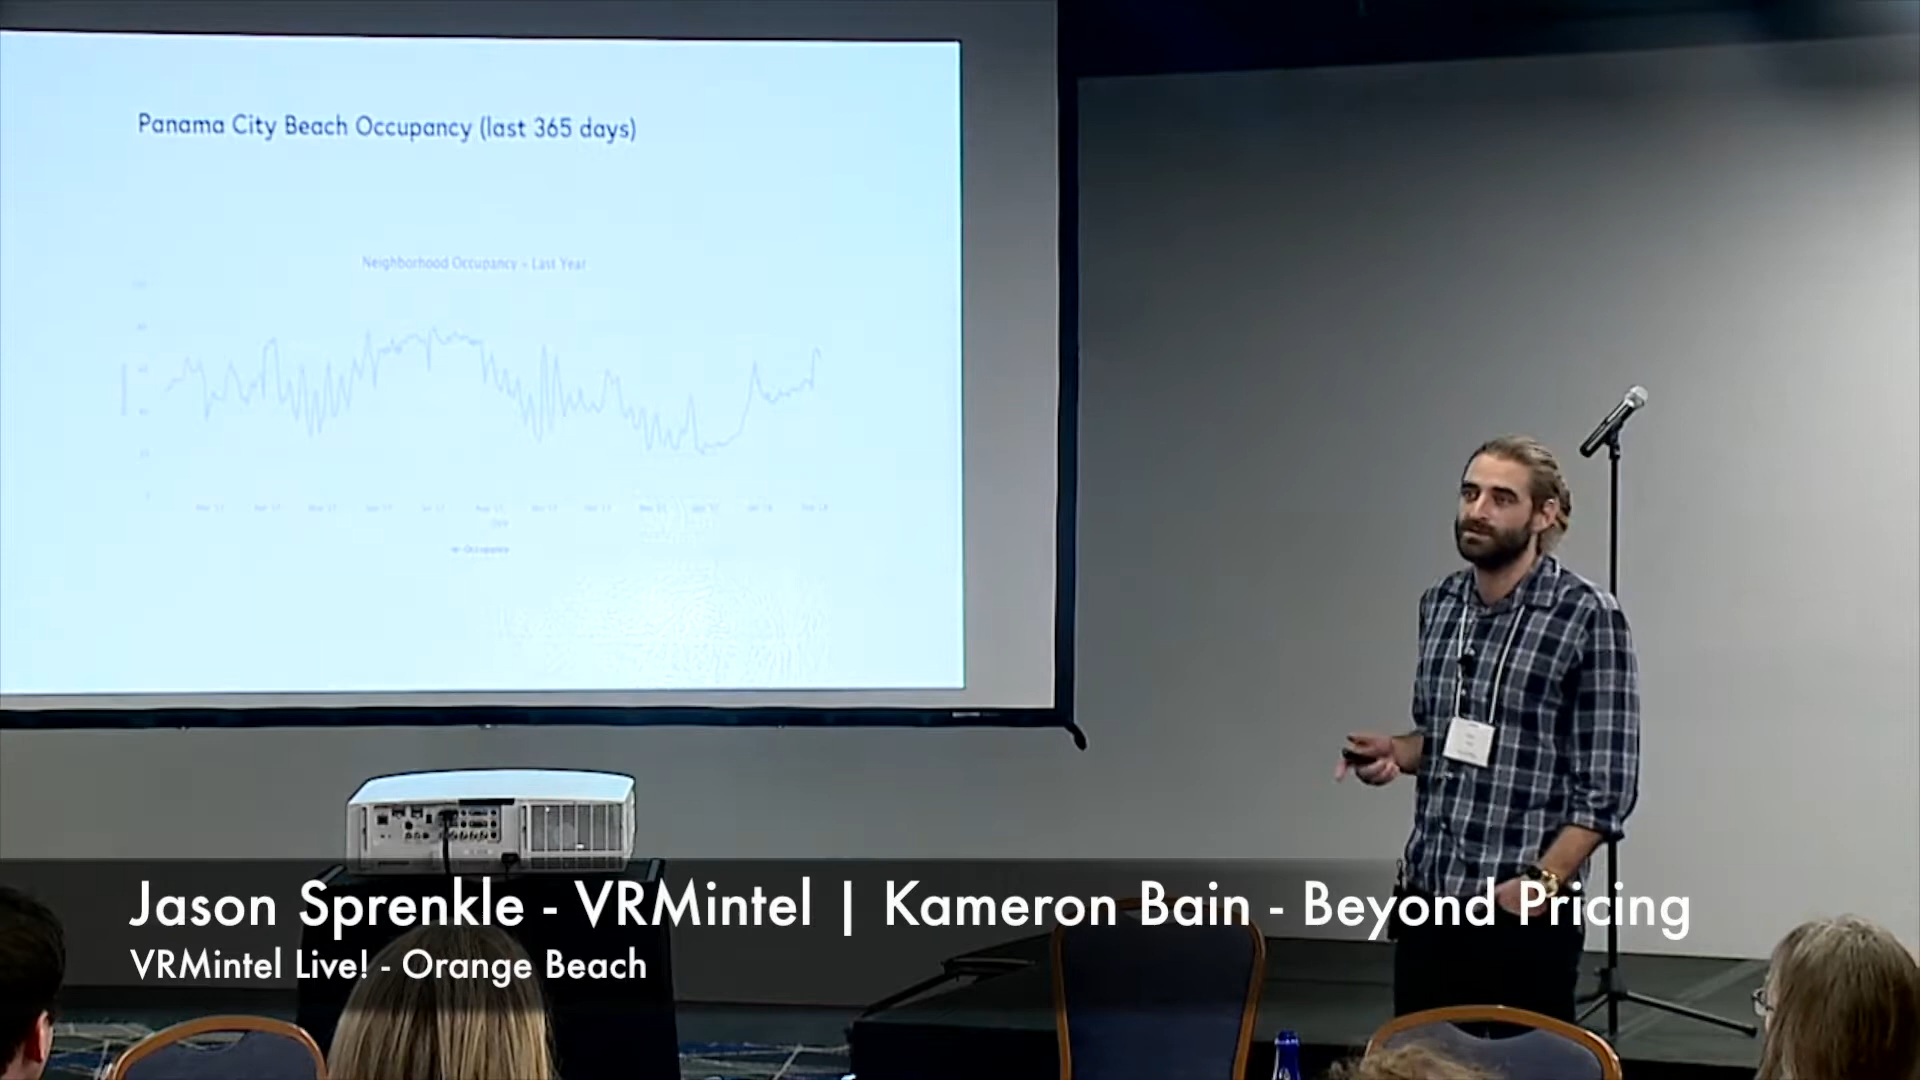 Panama City Beach Occupancy (last 365 days)
Neighborhood Occupancy - Last Year
Occupancy
Jason Sprenkle - VRMintel | Kameron Bain - Beyond Pricing
VRMintel Live! - Orange Beach